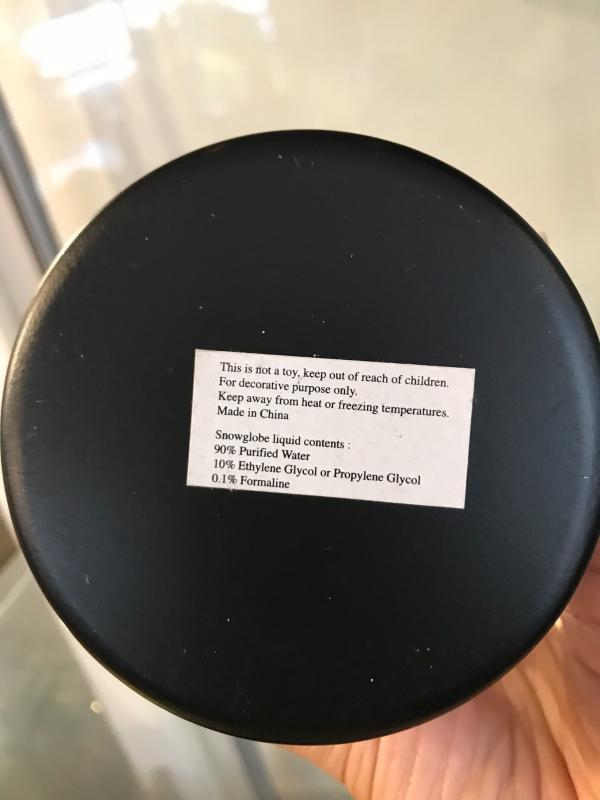 This is not a toy, keep out of reach of children.
For decorative purpose only.
Keep away from heat or freezing temperatures.
Made in China
Snowglobe liquid contents :
90% Purified Water
10% Ethylene Glycol or Propylene Glycol
0.1% Formaline